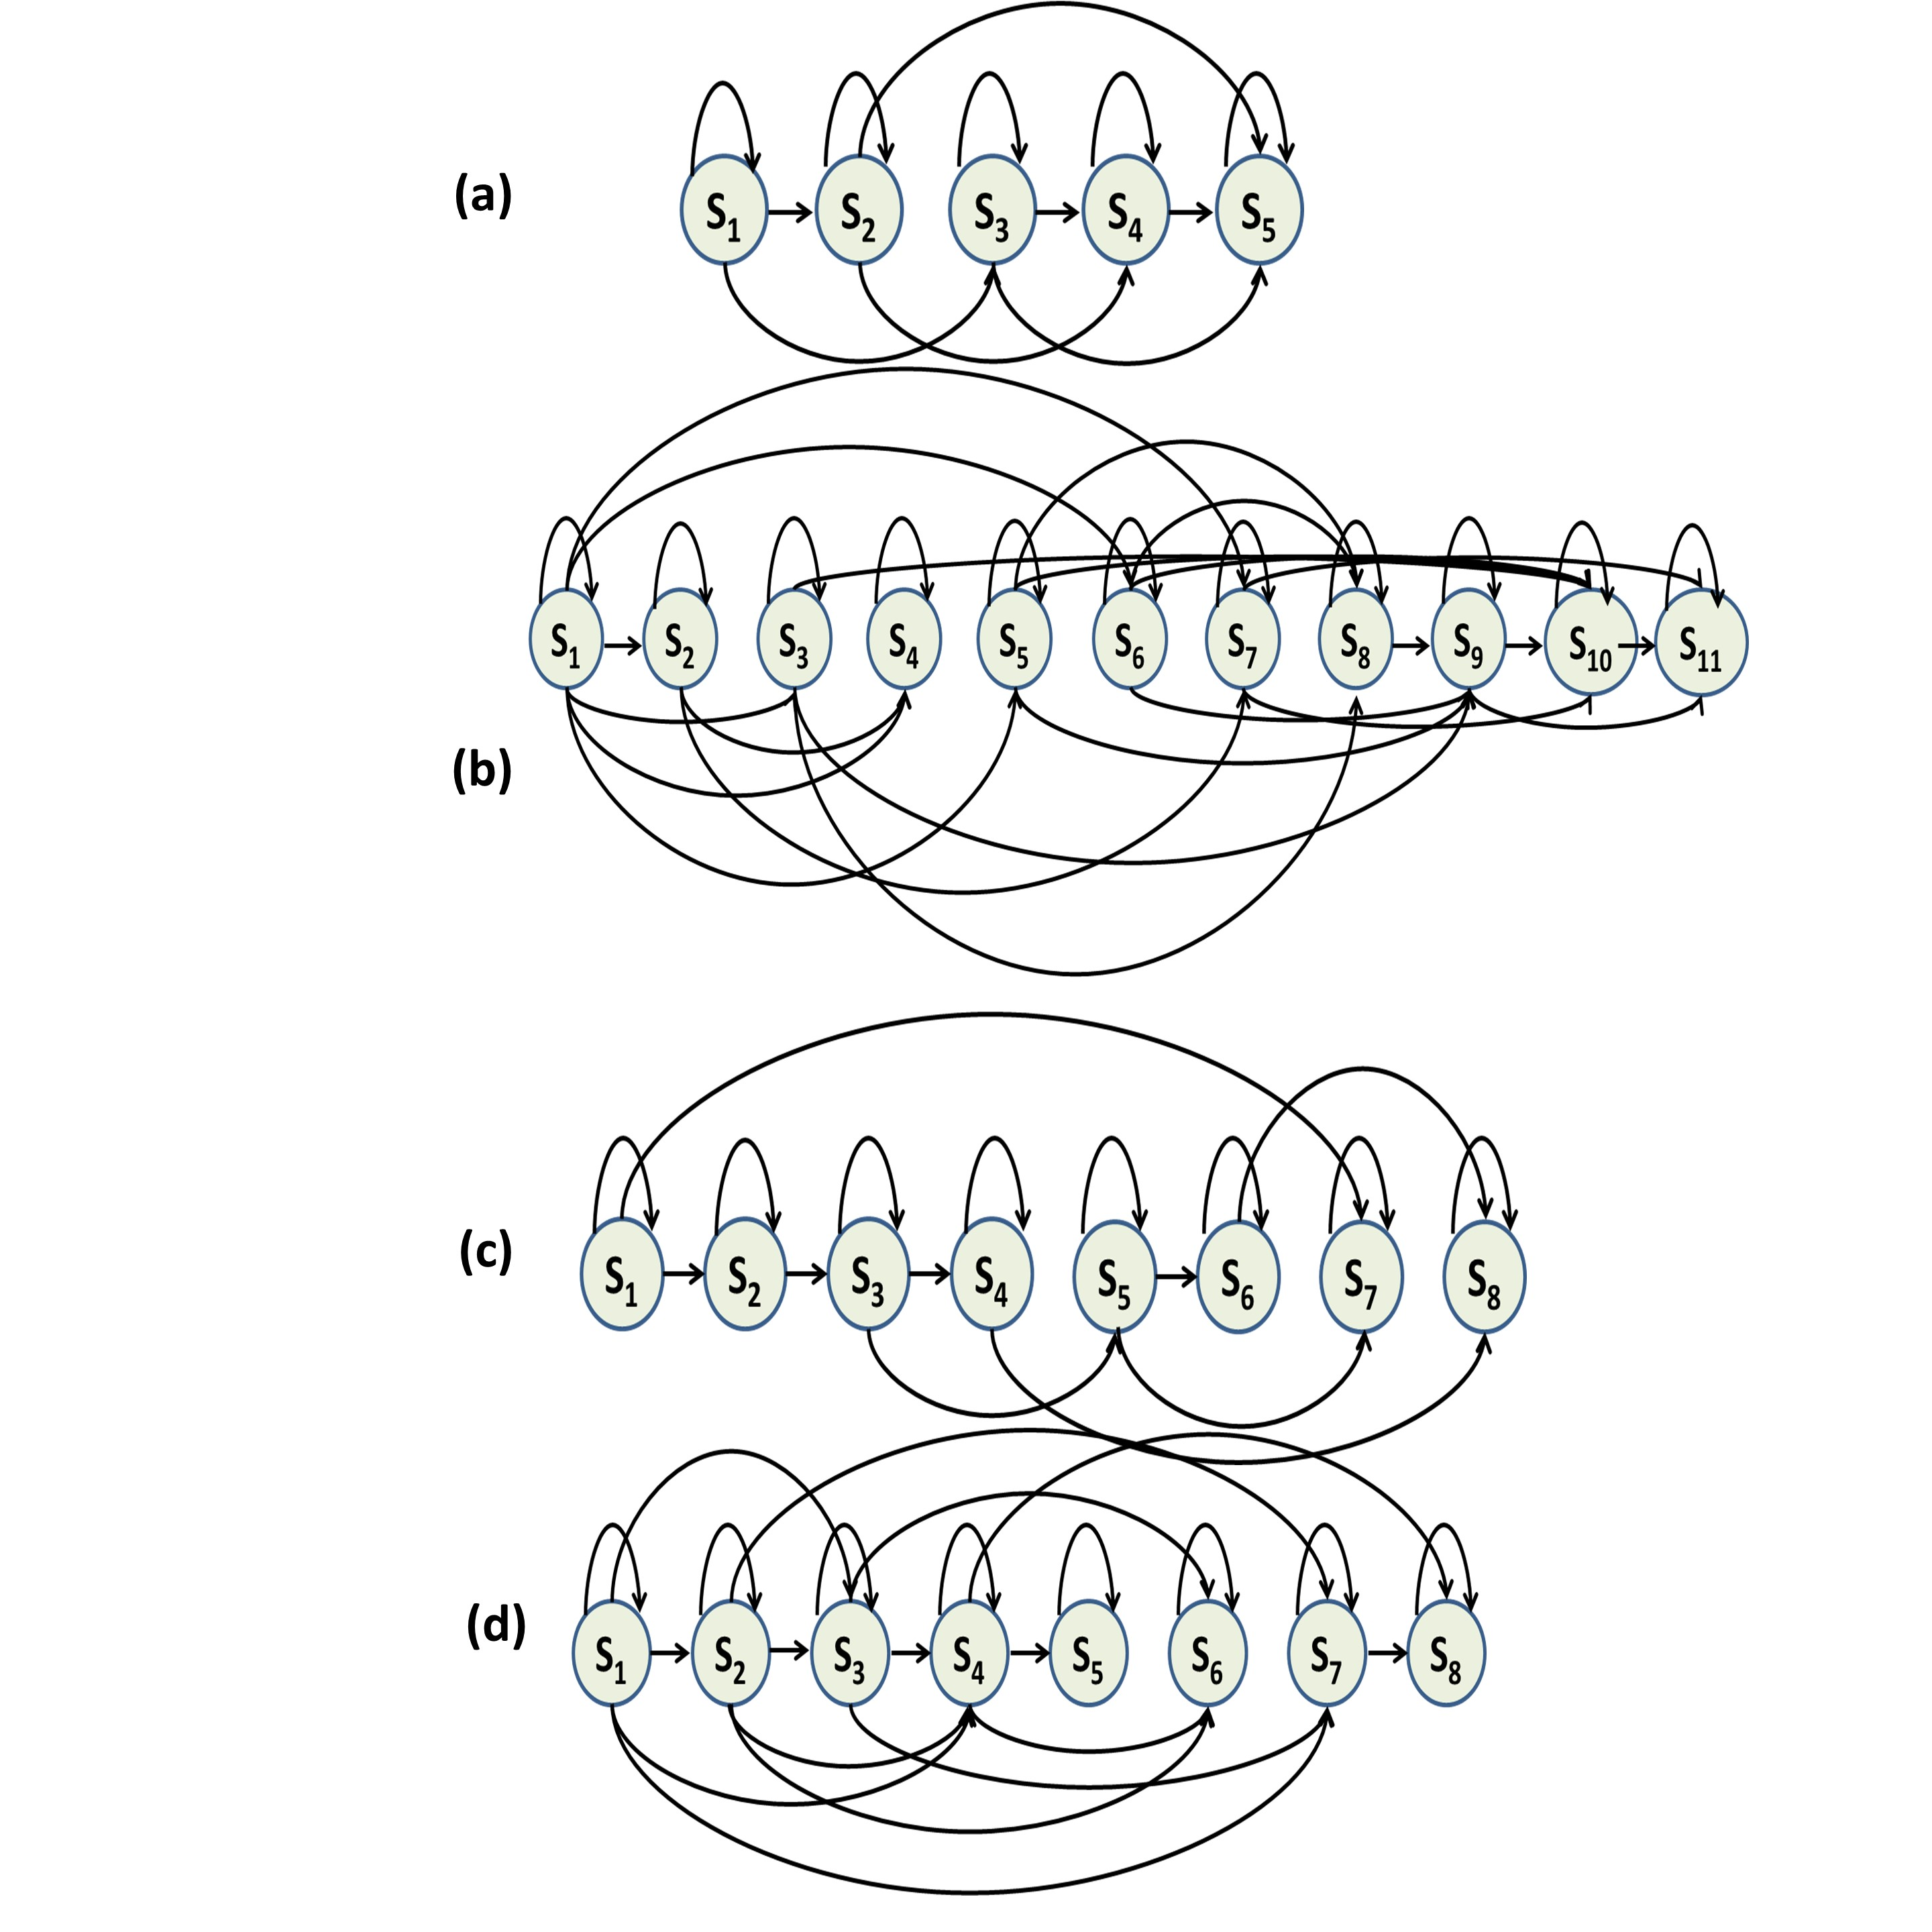 (a) S1 S2 S3 S4 S5
(b) S1 S2 S3 S4 S5 S6 S7 S8 S9 S10 S11
(c) S1 S2 S3 S4 S5 S6 S7 S8
(d) S1 S2 S3 S4 S5 S6 S7 S8